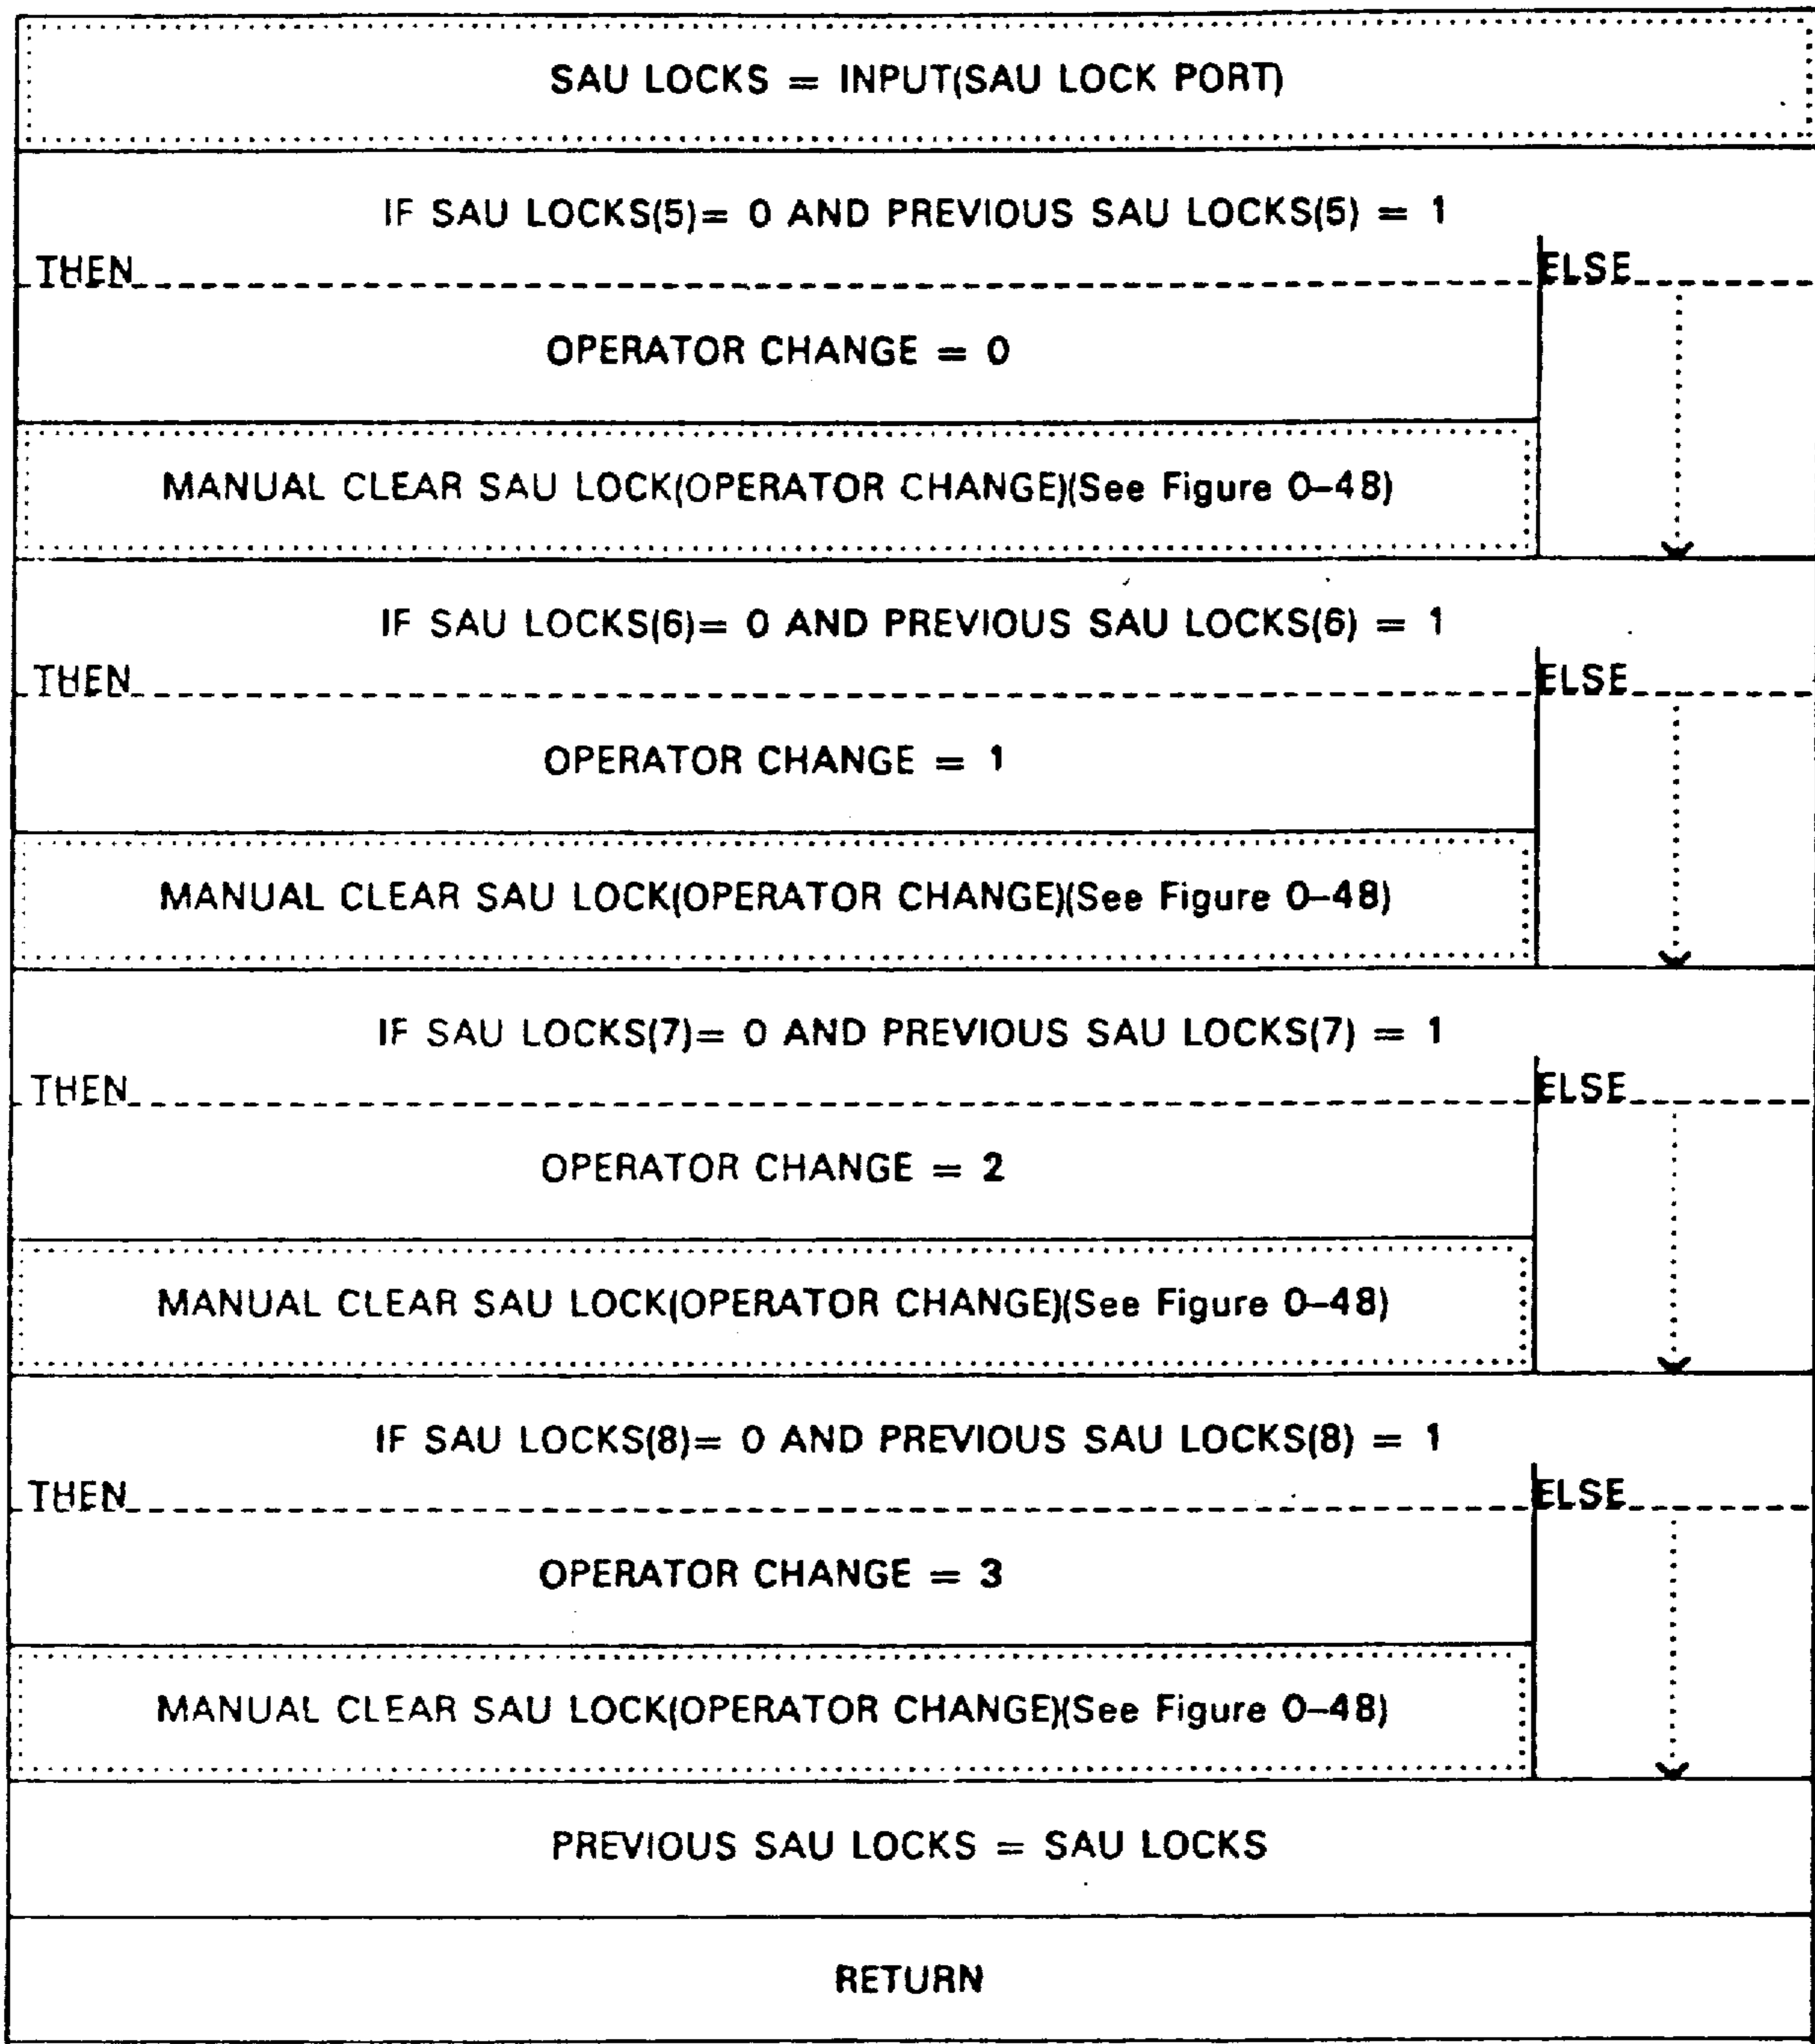 SAU LOCKS = INPUT(SAU LOCK PORT)
IF SAU LOCKS(5)= 0 AND PREVIOUS SAU LOCKS(5) = 1
THEN ELSE
OPERATOR CHANGE = 0
MANUAL CLEAR SAU LOCK(OPERATOR CHANGE)(See Figure 0–48)
IF SAU LOCKS(6)= 0 AND PREVIOUS SAU LOCKS(6) = 1
THEN ELSE
OPERATOR CHANGE = 1
MANUAL CLEAR SAU LOCK(OPERATOR CHANGE)(See Figure 0–48)
IF SAU LOCKS(7)= 0 AND PREVIOUS SAU LOCKS(7) = 1
THEN ELSE
OPERATOR CHANGE = 2
MANUAL CLEAR SAU LOCK(OPERATOR CHANGE)(See Figure 0–48)
IF SAU LOCKS(8)= 0 AND PREVIOUS SAU LOCKS(8) = 1
THEN ELSE
OPERATOR CHANGE = 3
MANUAL CLEAR SAU LOCK(OPERATOR CHANGE)(See Figure 0–48)
PREVIOUS SAU LOCKS = SAU LOCKS
RETURN